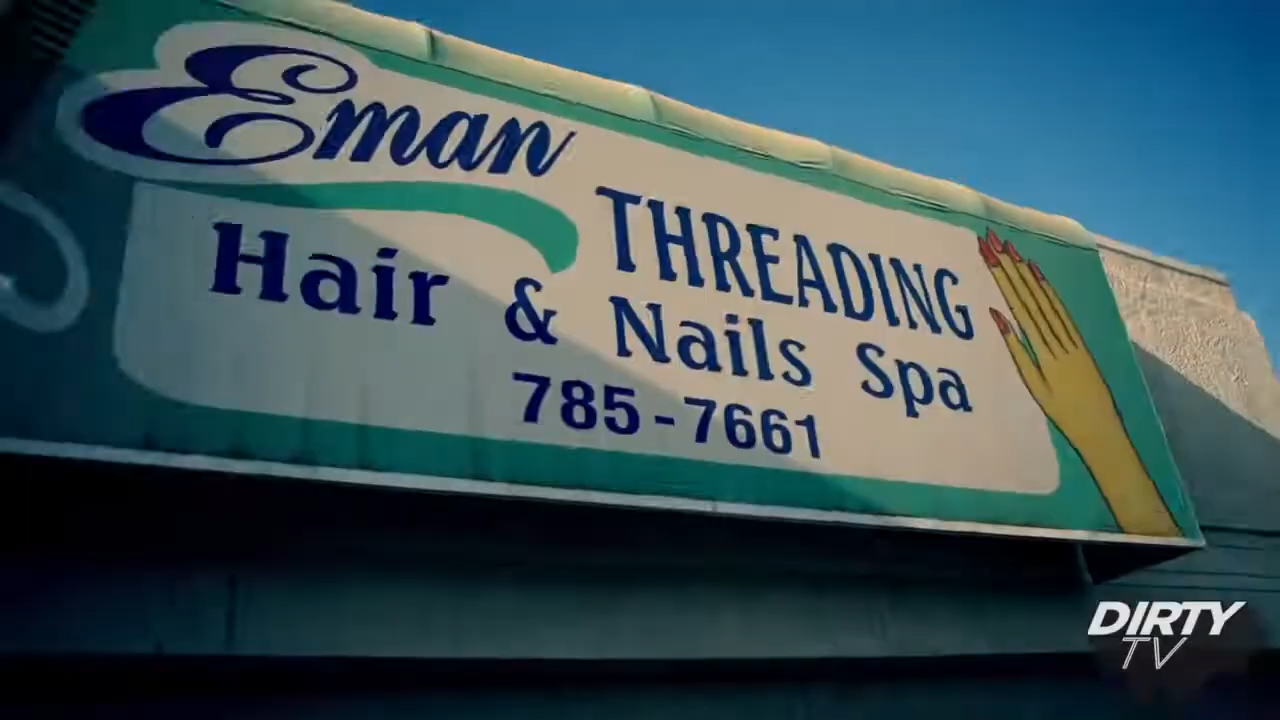 Eman
THREADING
Hair & Nails Spa
785-7661
DIRTY
TV